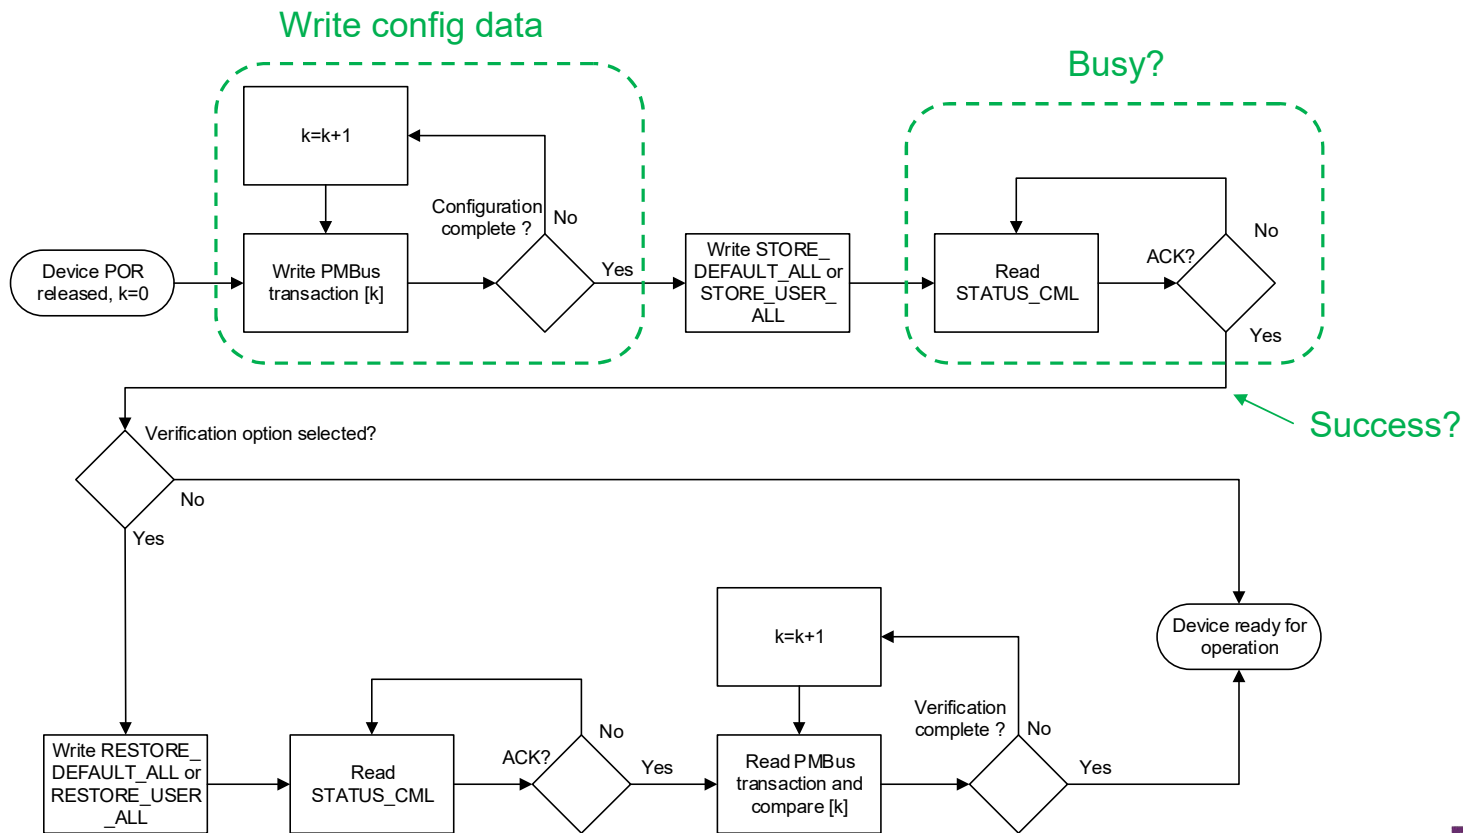 Write config data
Busy?
k=k+1
Configuration
complete ?
No
Device POR
released, k=0
Write PMBus
transaction [k]
Yes
Write STORE_
DEFAULT_ALL or
STORE_USER_
ALL
Read
STATUS_CML
ACK?
No
Yes
Success?
Verification option selected?
No
Yes
k=k+1
Device ready for
operation
Write RESTORE_
DEFAULT_ALL or
RESTORE_USER
_ALL
Read
STATUS_CML
ACK?
No
Yes
Read PMBus
transaction and
compare [k]
Verification
complete ?
No
Yes